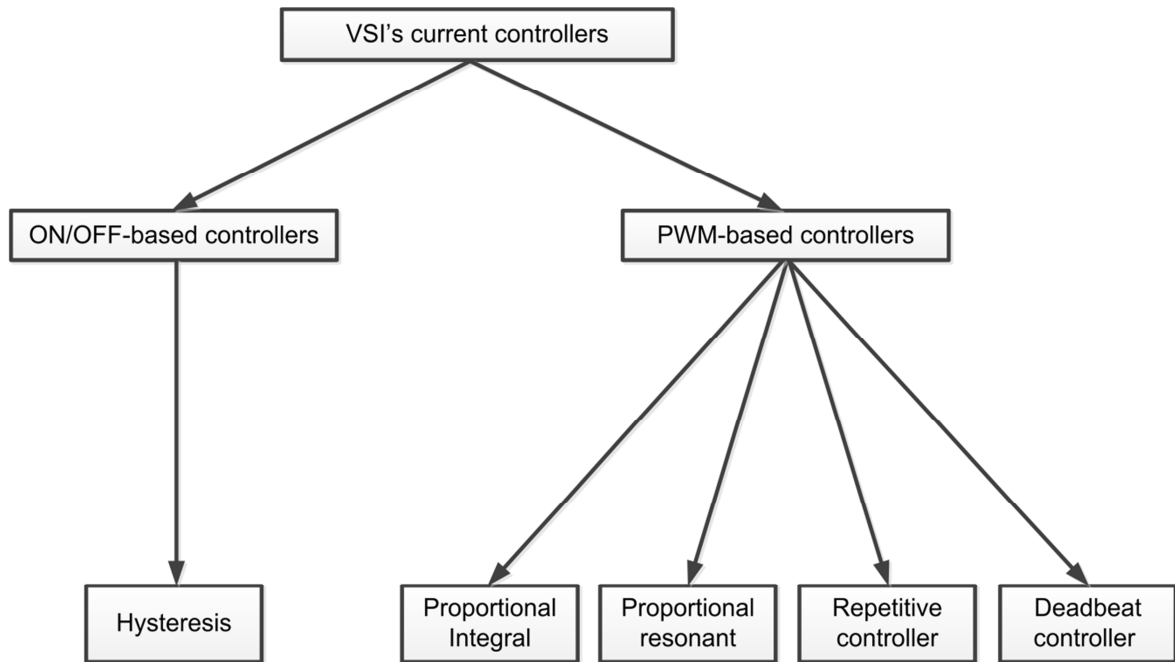 VSI's current controllers
ON/OFF-based controllers
PWM-based controllers
Hysteresis
Proportional
Integral
Proportional
resonant
Repetitive
controller
Deadbeat
controller